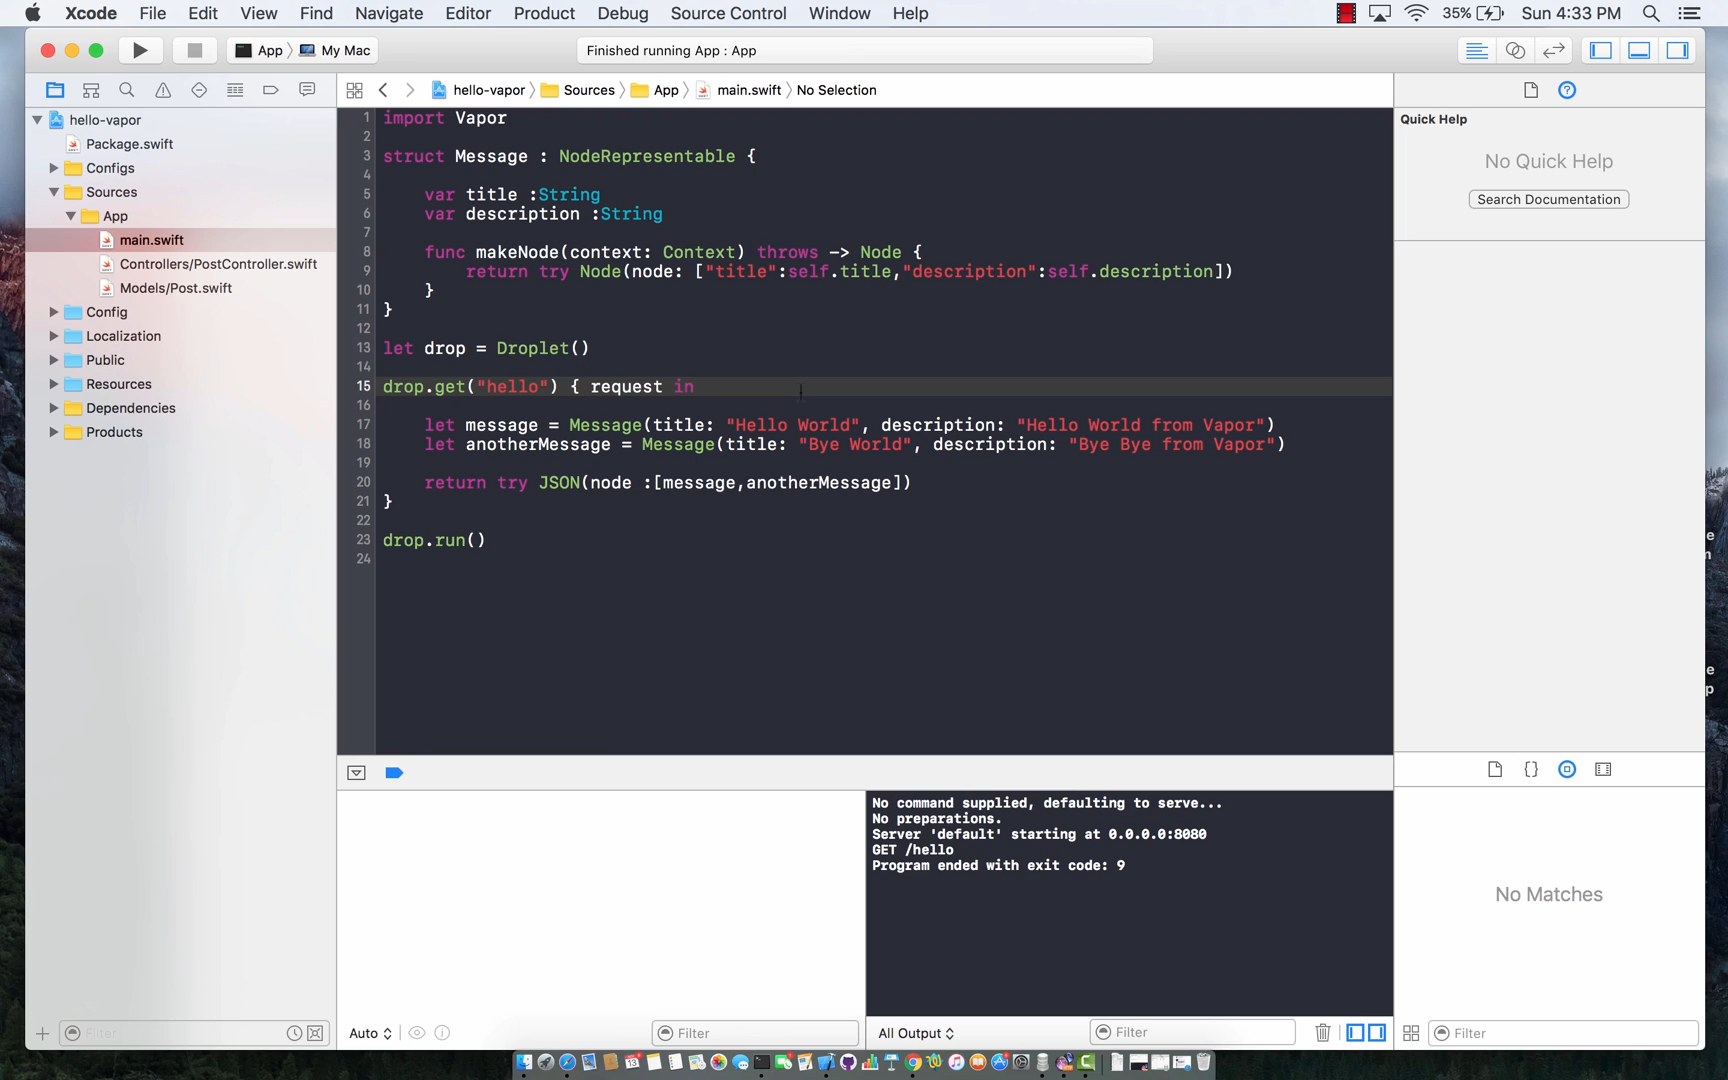 Xcode File Edit View Find Navigate Editor Product Debug Source Control Window Help 35% Sun 4:33 PM
App My Mac Finished running App : App
hello-vapor Sources App main.swift No Selection
hello-vapor
Package.swift
Configs
Sources
App
main.swift
Controllers/PostController.swift
Models/Post.swift
Config
Localization
Public
Resources
Dependencies
Products
Filter
1 import Vapor
2
3 struct Message : NodeRepresentable {
4
5 var title :String
6 var description :String
7
8 func makeNode(context: Context) throws -> Node {
9 return try Node(node: ["title":self.title,"description":self.description])
10 }
11 }
12
13 let drop = Droplet()
14
15 drop.get("hello") { request in
16
17 let message = Message(title: "Hello World", description: "Hello World from Vapor")
18 let anotherMessage = Message(title: "Bye World", description: "Bye Bye from Vapor")
19
20 return try JSON(node :[message,anotherMessage])
21 }
22
23 drop.run()
24
Auto Filter
No command supplied, defaulting to serve...
No preparations.
Server 'default' starting at 0.0.0.0:8080
GET /hello
Program ended with exit code: 9
All Output Filter
Quick Help
No Quick Help
Search Documentation
No Matches
Filter